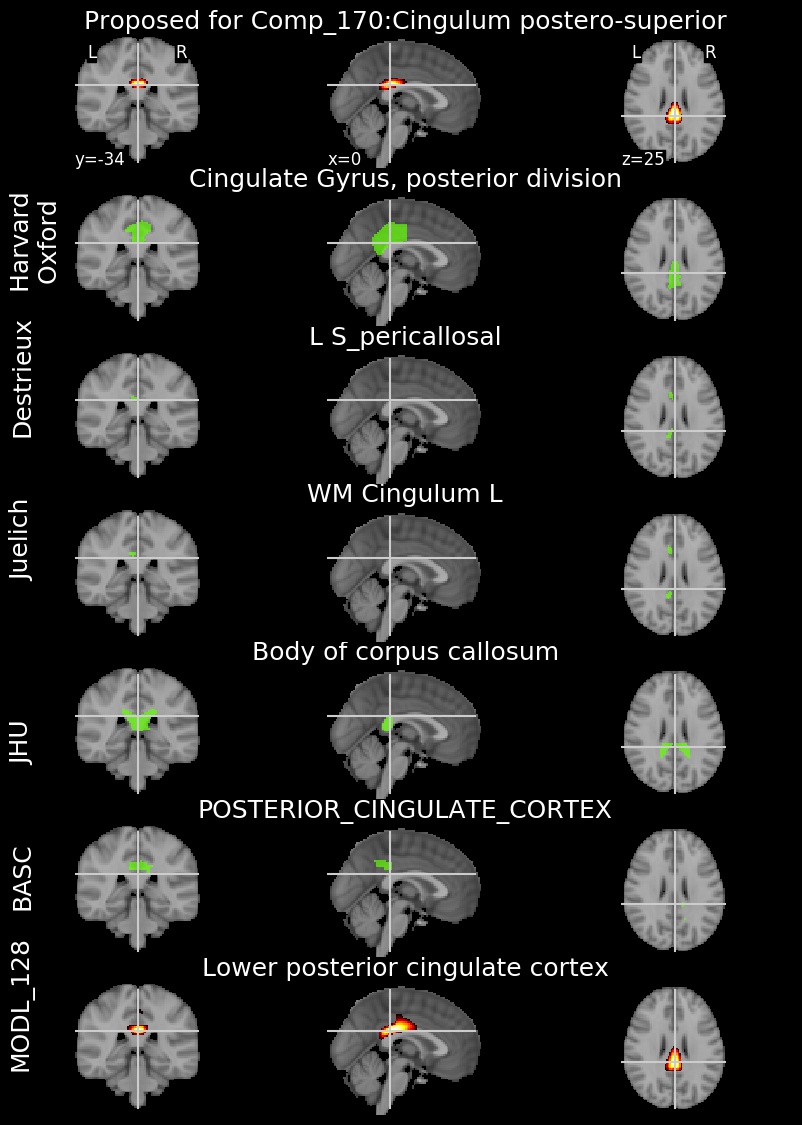 Proposed for Comp_170:Cingulum postero-superior
L R L R
y=-34 x=0 z=25
Cingulate Gyrus, posterior division
Harvard
Oxford
L S_pericallosal
Destrieux
WM Cingulum L
Juelich
Body of corpus callosum
JHU
POSTERIOR_CINGULATE_CORTEX
BASC
Lower posterior cingulate cortex
MODL_128